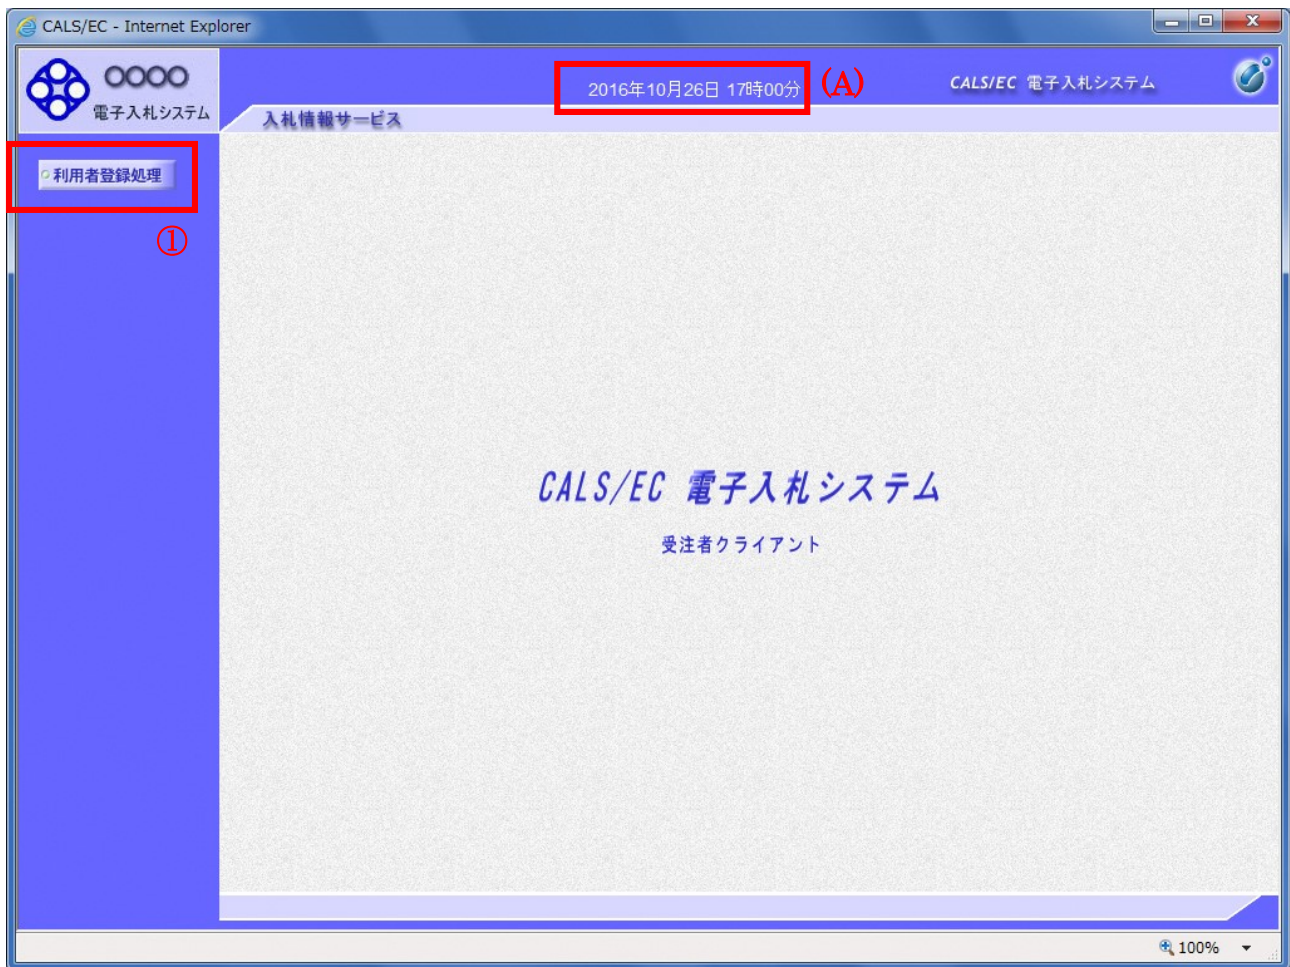 CALS/EC - Internet Explorer
〇〇〇〇
電子入札システム
2016年10月26日 17時00分
(A)
CALS/EC 電子入札システム
入札情報サービス
利用者登録処理
①
CALS/EC 電子入札システム
受注者クライアント
100%